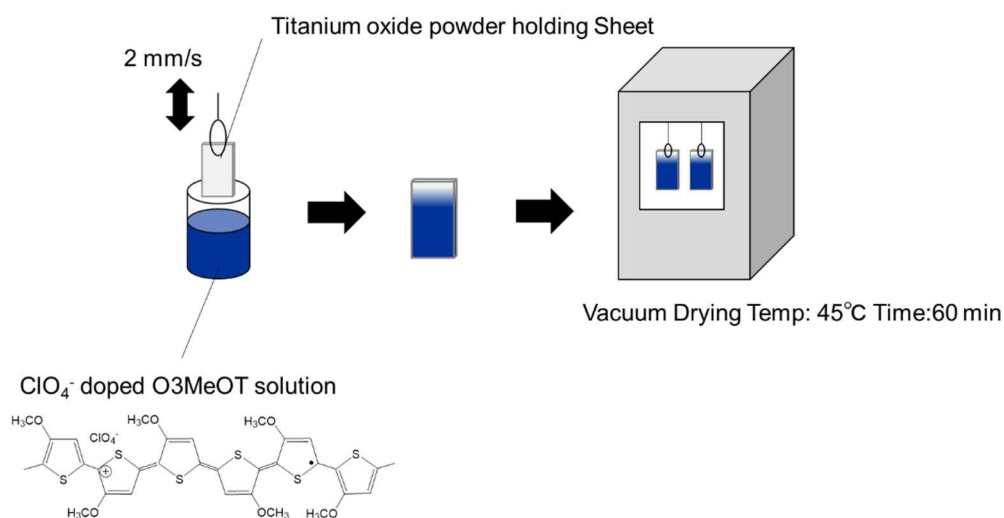 Titanium oxide powder holding Sheet
2 mm/s
Vacuum Drying Temp: 45℃ Time:60 min
ClO₄⁻ doped O3MeOT solution
H₃CO
H₃CO
H₃CO
ClO₄⁻
S
S
S
S
S
S
⊕
•
H₃CO
OCH₃
H₃CO